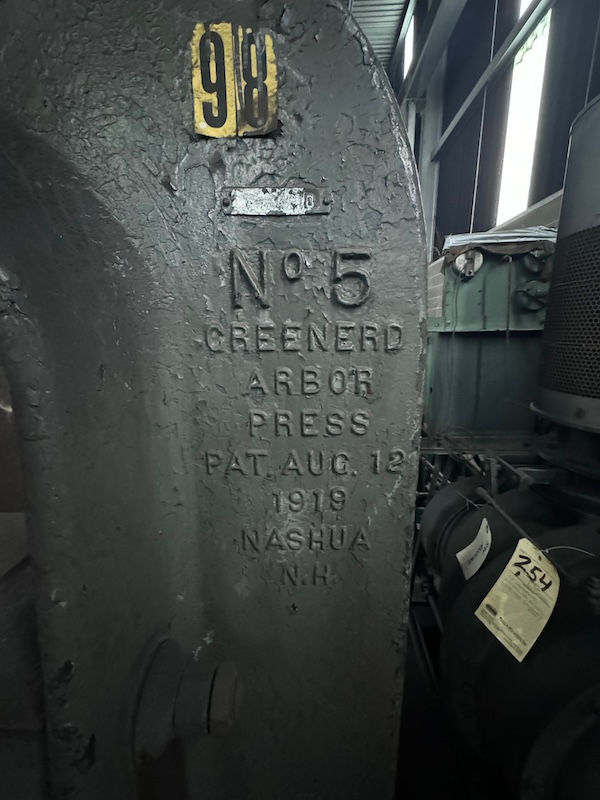 98
No 5
GREENERD
ARBOR
PRESS
PAT. AUG. 12
1919
NASHUA
N.H.
254